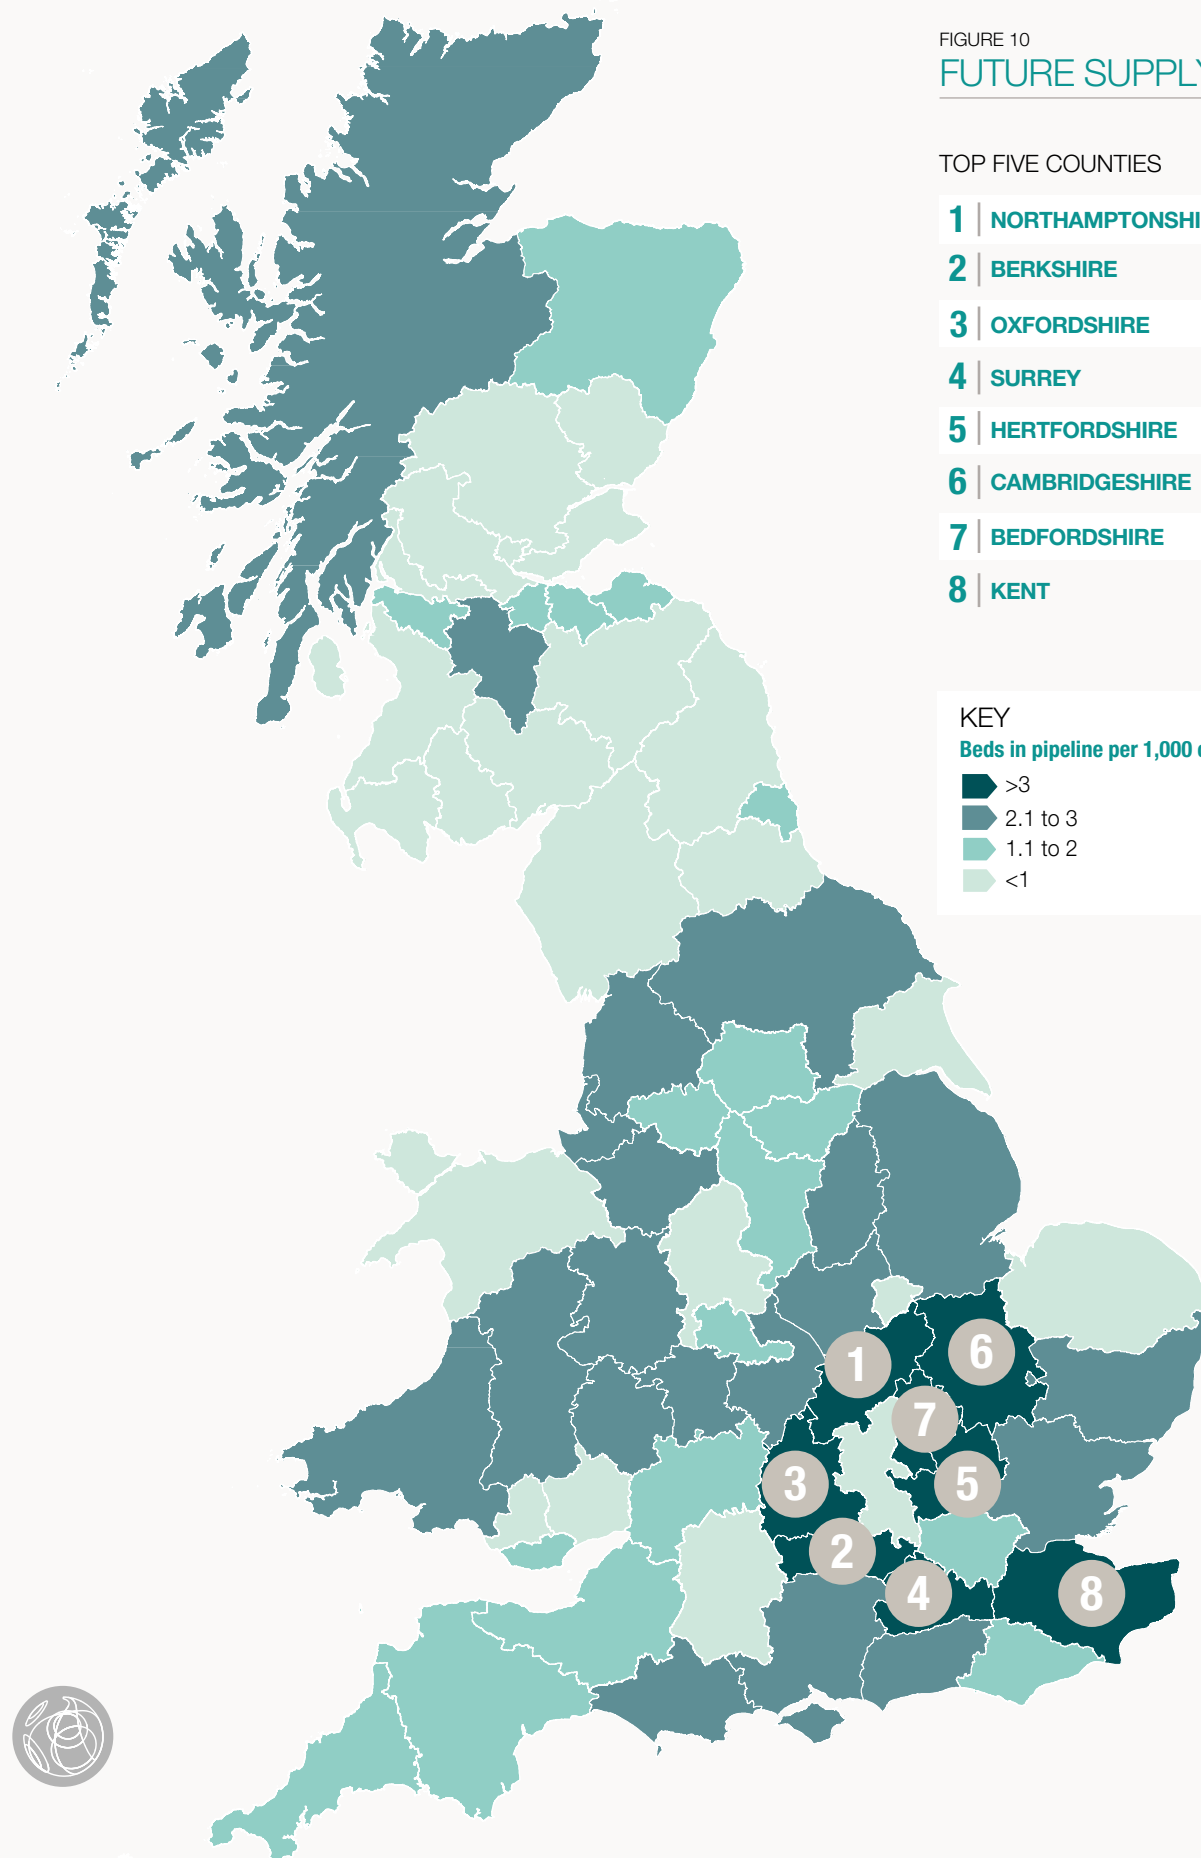 FIGURE 10
FUTURE SUPPLY
TOP FIVE COUNTIES
1 NORTHAMPTONSHI
2 BERKSHIRE
3 OXFORDSHIRE
4 SURREY
5 HERTFORDSHIRE
6 CAMBRIDGESHIRE
7 BEDFORDSHIRE
8 KENT
KEY
Beds in pipeline per 1,000
>3
2.1 to 3
1.1 to 2
<1
1
6
7
3
5
2
4
8